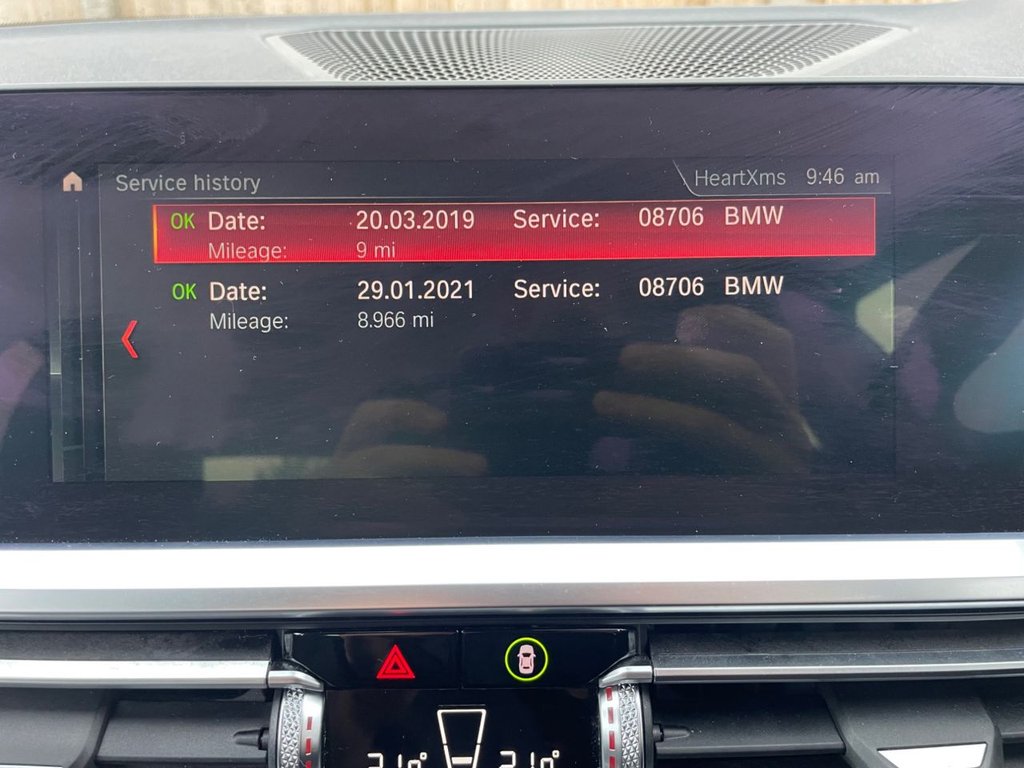 Service history HeartXms 9:46 am
OK Date: 20.03.2019 Service: 08706 BMW
Mileage: 9 mi
OK Date: 29.01.2021 Service: 08706 BMW
Mileage: 8.966 mi